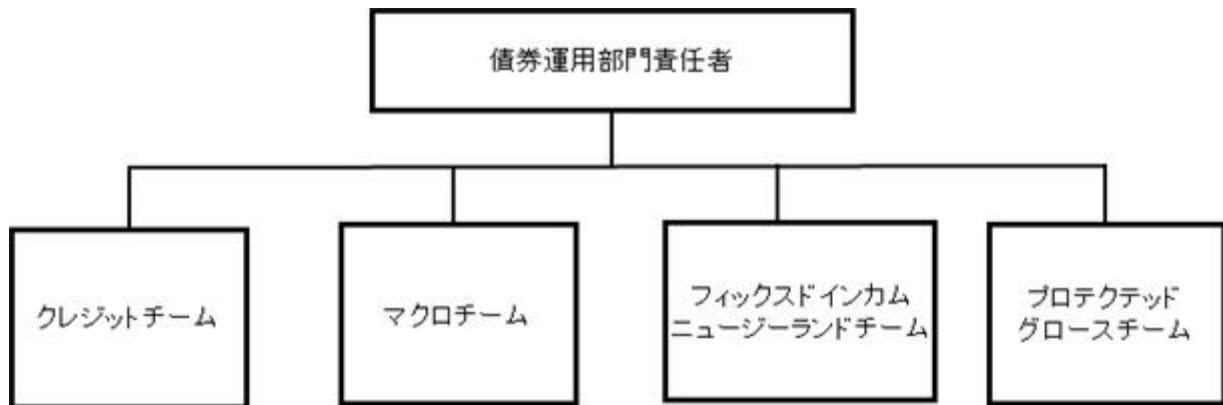 債券運用部門責任者
クレジットチーム
マクロチーム
フィックスドインカム
ニュージーランドチーム
プロテクテッド
グロースチーム